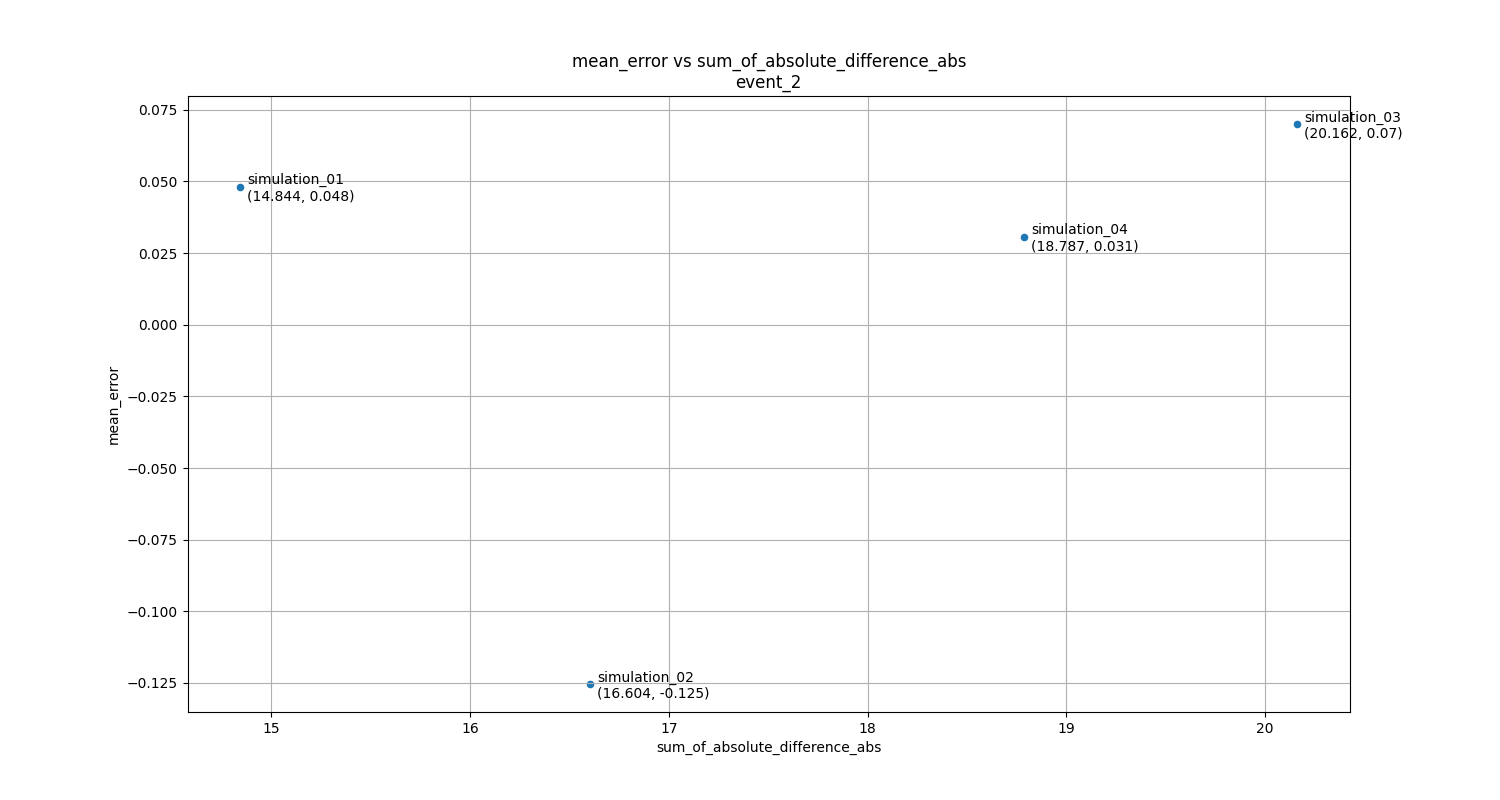 mean_error vs sum_of_absolute_difference_abs
event_2
0.075
0.050
0.025
0.000
−0.025
−0.050
−0.075
−0.100
−0.125
mean_error
simulation_03
(20.162, 0.07)
simulation_01
(14.844, 0.048)
simulation_04
(18.787, 0.031)
simulation_02
(16.604, -0.125)
15 16 17 18 19 20
sum_of_absolute_difference_abs